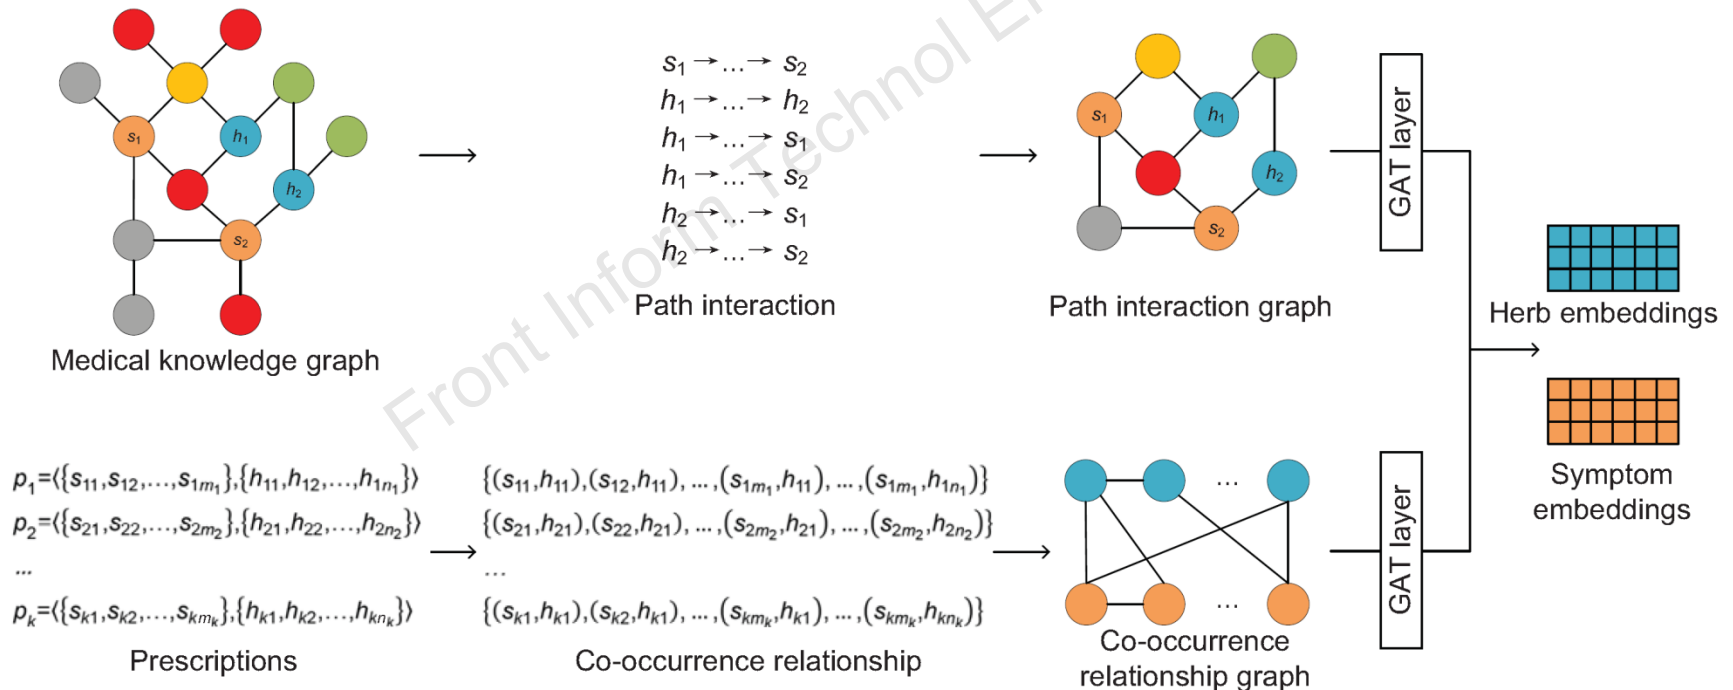 Front Inform Technol E
s₁
h₁
h₂
s₂
s₁ →…→ s₂
h₁ →…→ h₂
h₁ →…→ s₁
h₁ →…→ s₂
h₂ →…→ s₁
h₂ →…→ s₂
s₁
h₁
h₂
s₂
GAT layer
Medical knowledge graph
Path interaction
Path interaction graph
Herb embeddings
p₁=⟨{s₁₁,s₁₂,…,s₁ₘ₁},{h₁₁,h₁₂,…,h₁ₙ₁}⟩
p₂=⟨{s₂₁,s₂₂,…,s₂ₘ₂},{h₂₁,h₂₂,…,h₂ₙ₂}⟩
...
pₖ=⟨{sₖ₁,sₖ₂,…,sₖₘₖ},{hₖ₁,hₖ₂,…,hₖₙₖ}⟩
Prescriptions
{(s₁₁,h₁₁),(s₁₂,h₁₁), ... ,(s₁ₘ₁,h₁₁), ... ,(s₁ₘ₁,h₁ₙ₁)}
{(s₂₁,h₂₁),(s₂₂,h₂₁), ... ,(s₂ₘ₂,h₂₁), ... ,(s₂ₘ₂,h₂ₙ₂)}
...
{(sₖ₁,hₖ₁),(sₖ₂,hₖ₁), ... ,(sₖₘₖ,hₖ₁), ... ,(sₖₘₖ,hₖₙₖ)}
Co-occurrence relationship
...
...
Co-occurrence
relationship graph
GAT layer
Symptom
embeddings